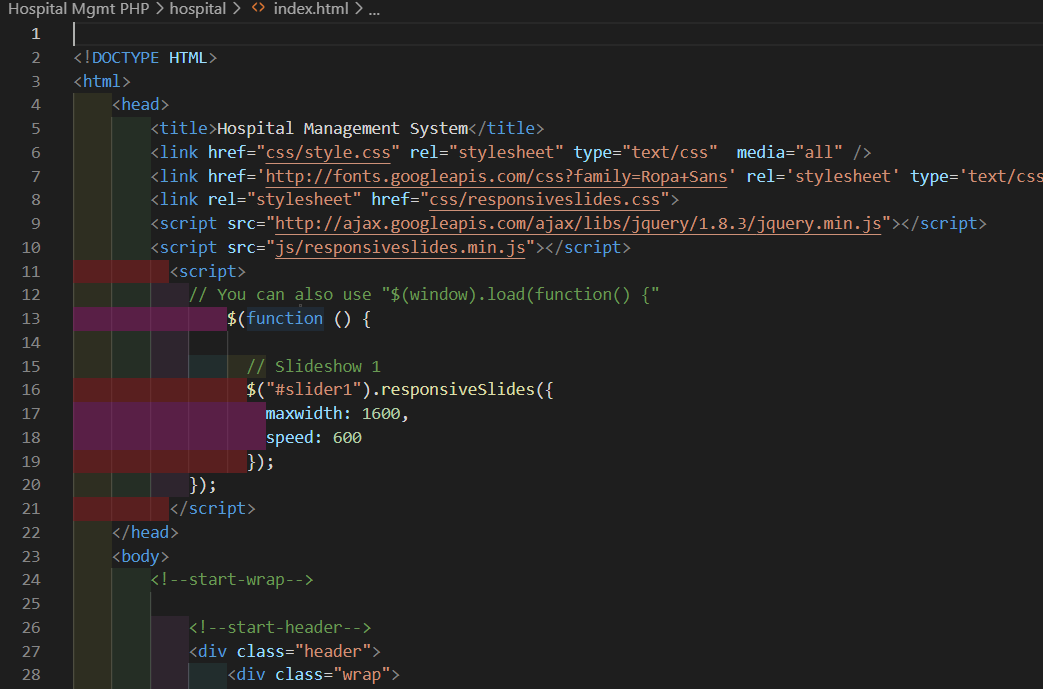 Hospital Mgmt PHP > hospital > <> index.html > ...
1
2 <!DOCTYPE HTML>
3 <html>
4 <head>
5 <title>Hospital Management System</title>
6 <link href="css/style.css" rel="stylesheet" type="text/css"  media="all" />
7 <link href='http://fonts.googleapis.com/css?family=Ropa+Sans' rel='stylesheet' type='text/css
8 <link rel="stylesheet" href="css/responsiveslides.css">
9 <script src="http://ajax.googleapis.com/ajax/libs/jquery/1.8.3/jquery.min.js"></script>
10 <script src="js/responsiveslides.min.js"></script>
11 <script>
12 // You can also use "$(window).load(function() {"
13 $(function () {
14
15 // Slideshow 1
16 $("#slider1").responsiveSlides({
17 maxwidth: 1600,
18 speed: 600
19 });
20 });
21 </script>
22 </head>
23 <body>
24 <!--start-wrap-->
25
26 <!--start-header-->
27 <div class="header">
28 <div class="wrap">